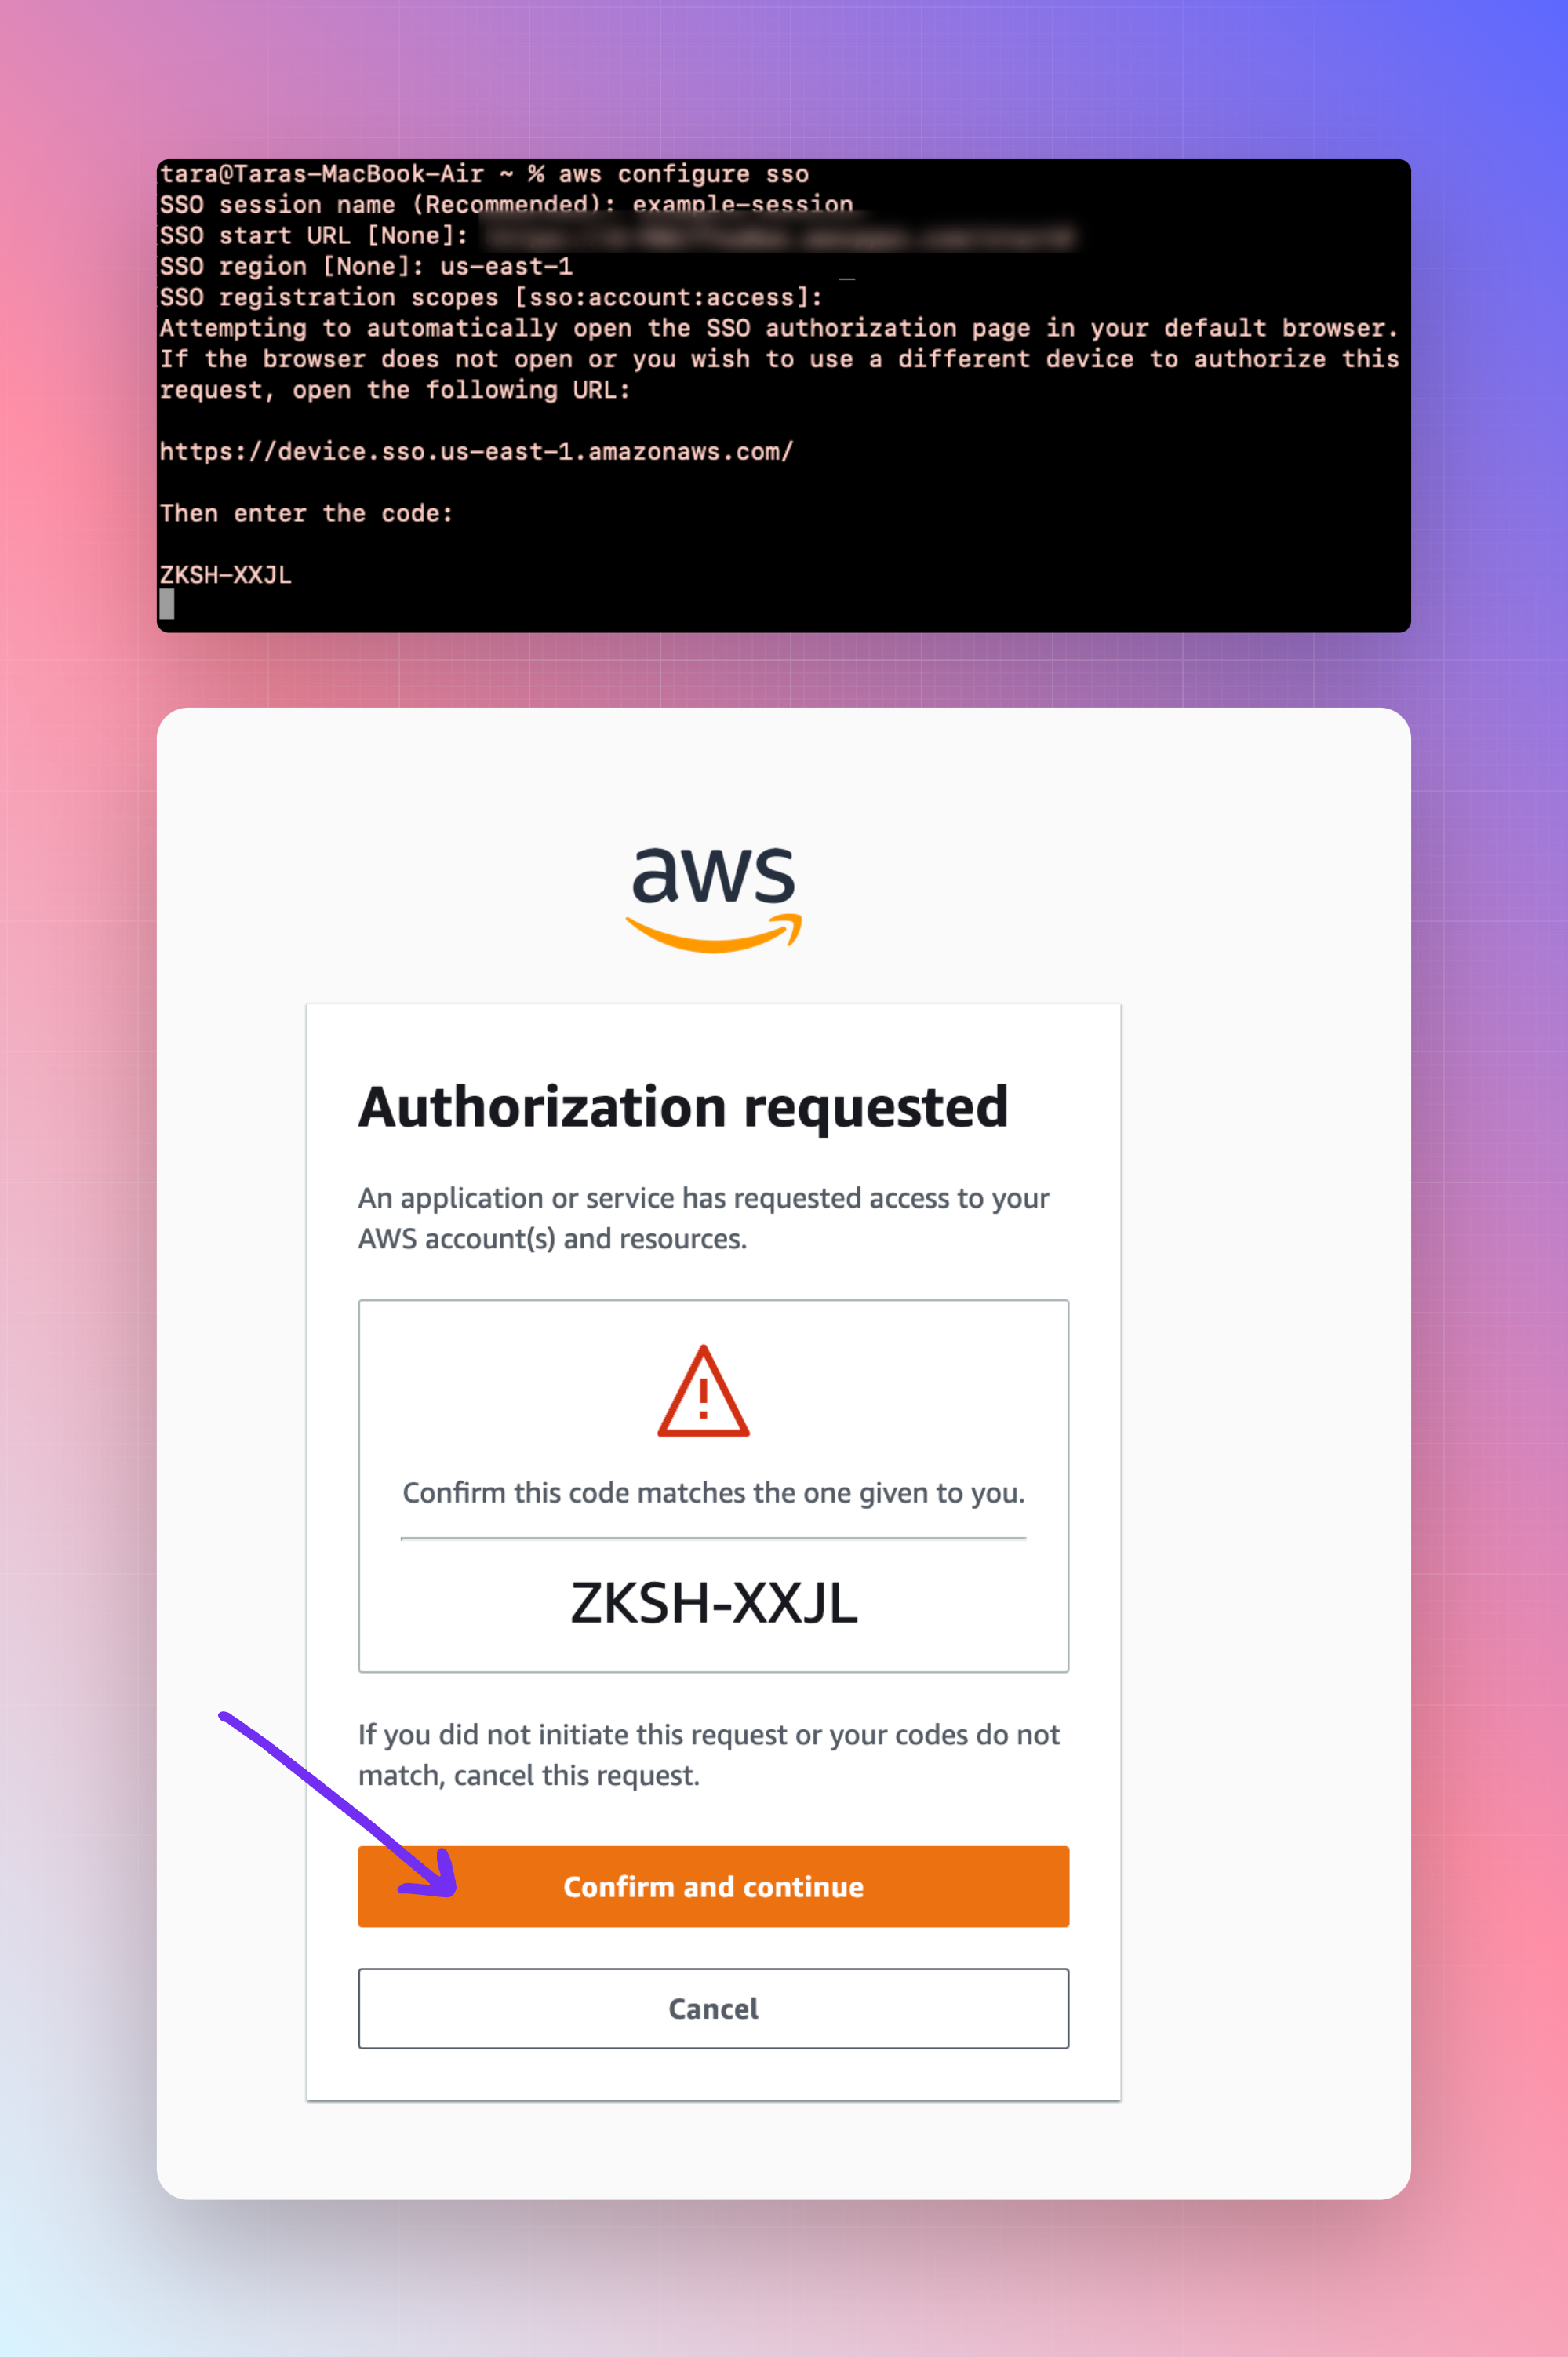 tara@Taras-MacBook-Air ~ % aws configure sso
SSO session name (Recommended): example-session
SSO start URL [None]:
SSO region [None]: us-east-1
SSO registration scopes [sso:account:access]:
Attempting to automatically open the SSO authorization page in your default browser.
If the browser does not open or you wish to use a different device to authorize this
request, open the following URL:
https://device.sso.us-east-1.amazonaws.com/
Then enter the code:
ZKSH-XXJL
aws
Authorization requested
An application or service has requested access to your
AWS account(s) and resources.
Confirm this code matches the one given to you.
ZKSH-XXJL
If you did not initiate this request or your codes do not
match, cancel this request.
Confirm and continue
Cancel